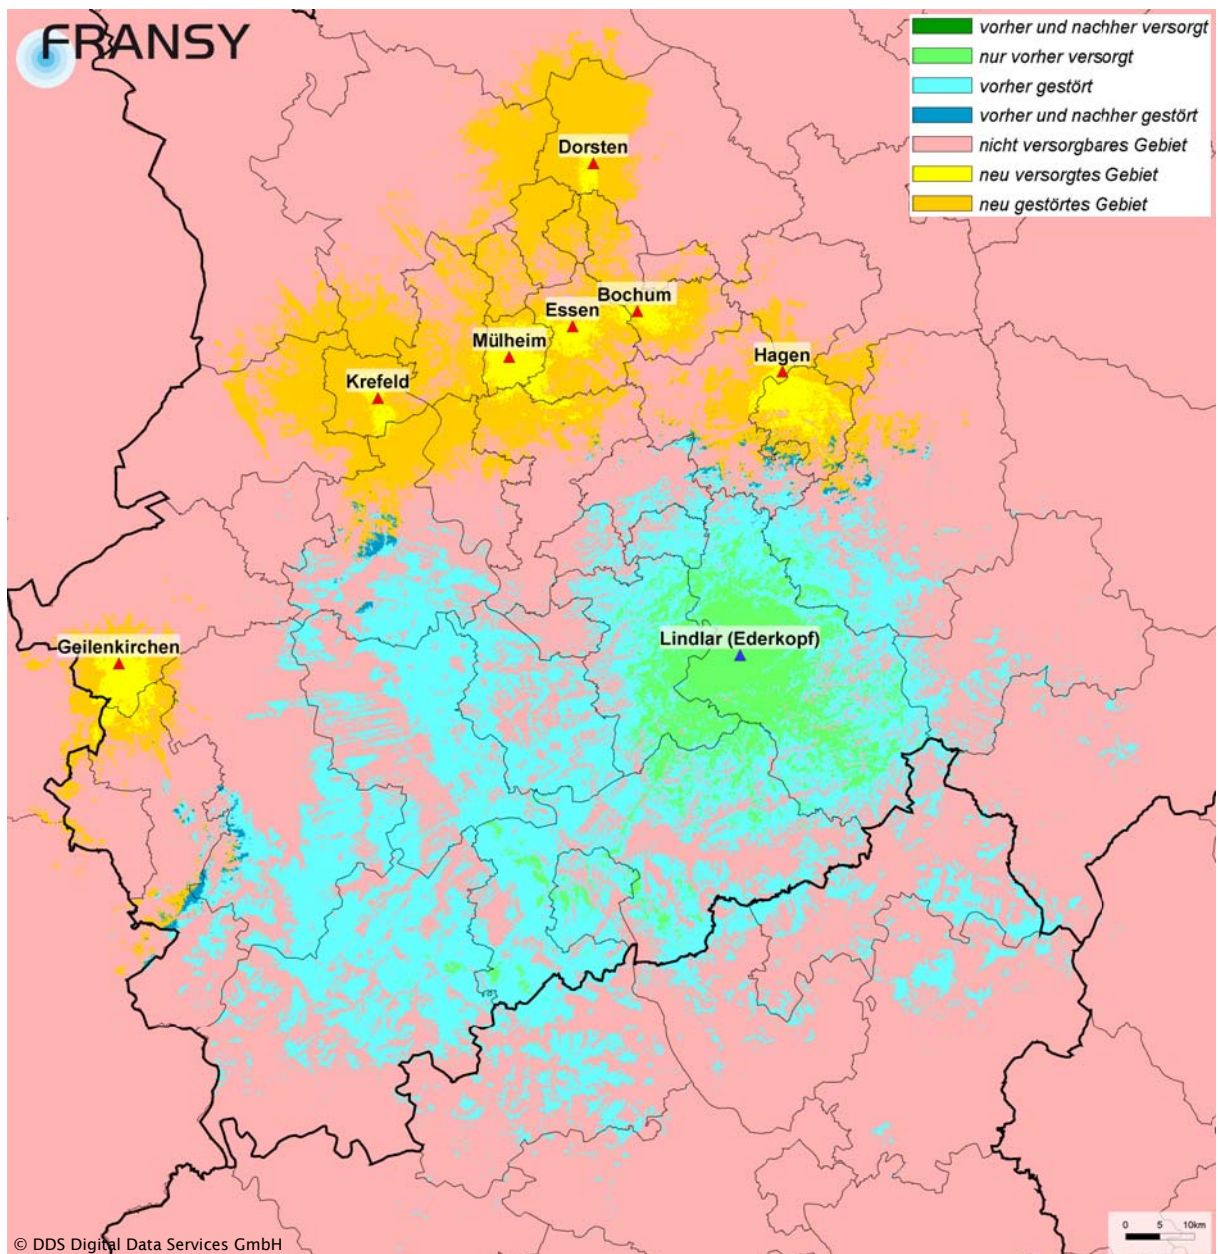 FRANSY
vorher und nachher versorgt
nur vorher versorgt
vorher gestört
vorher und nachher gestört
nicht versorgbares Gebiet
neu versorgtes Gebiet
neu gestörtes Gebiet
Dorsten
Bochum
Essen
Mülheim
Hagen
Krefeld
Lindlar (Ederkopf)
Geilenkirchen
0 5 10km
© DDS Digital Data Services GmbH